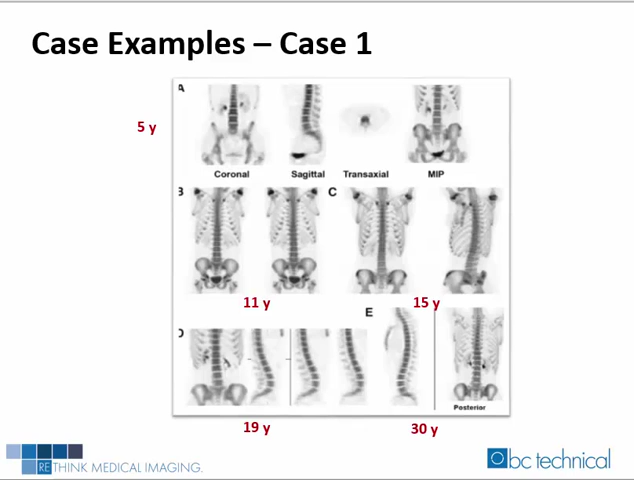 Case Examples – Case 1
A
5 y
Coronal Sagittal Transaxial MIP
B C
11 y 15 y
D E
Posterior
19 y 30 y
RETHINK MEDICAL IMAGING.
bc technical